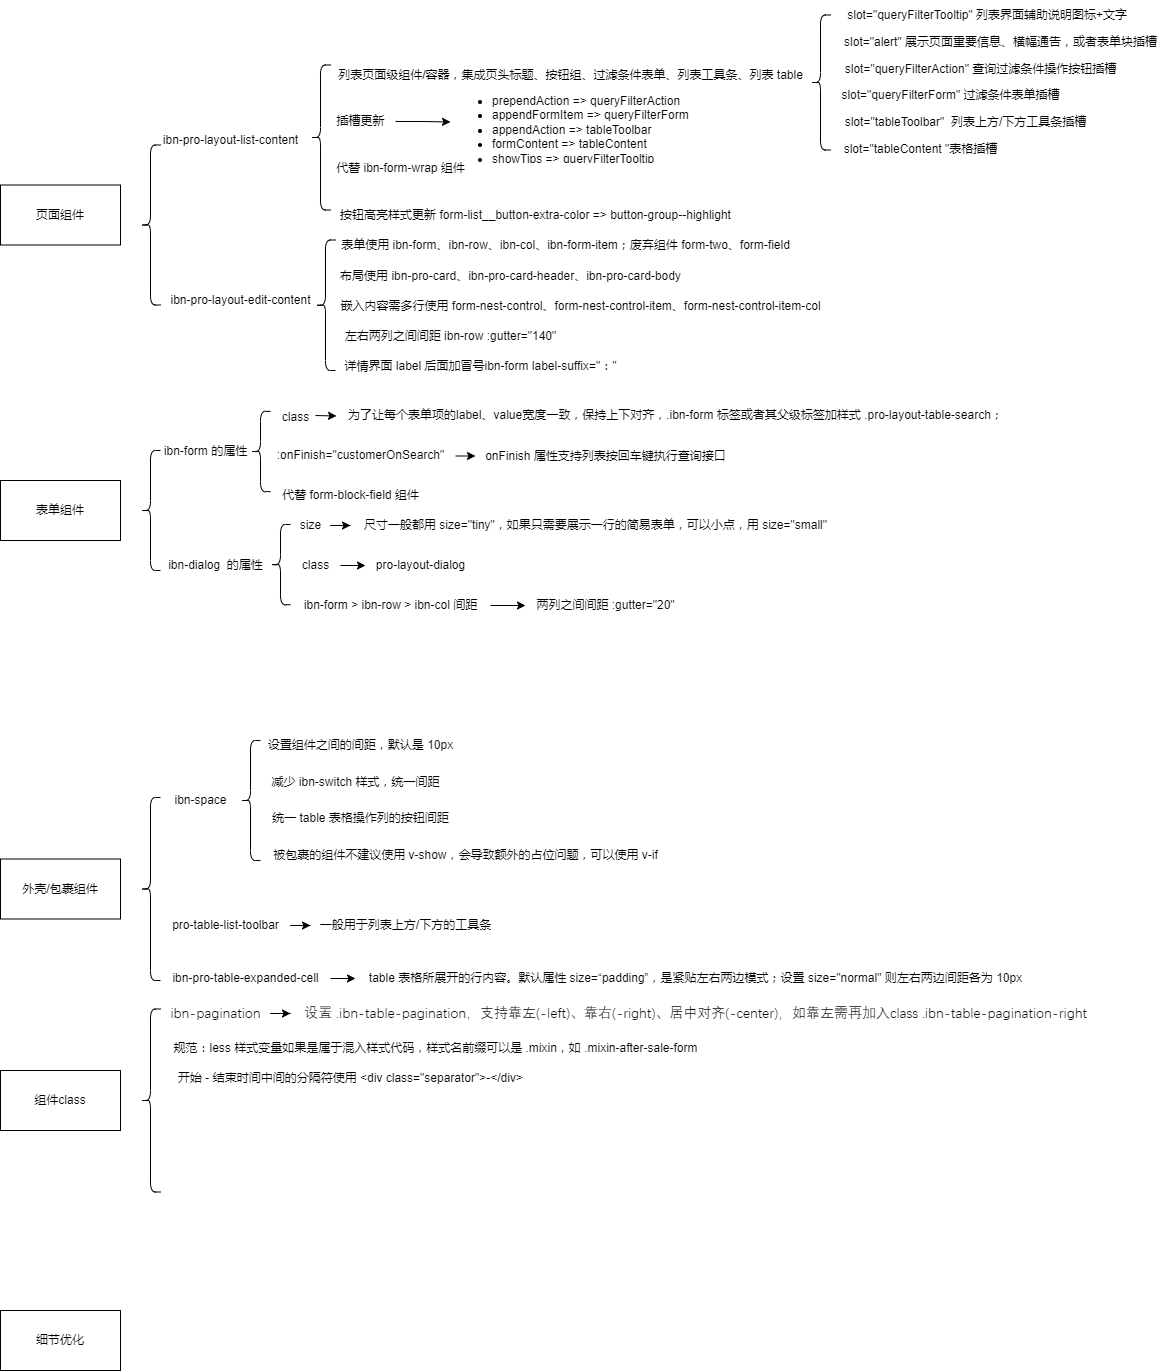 页面组件
ibn-pro-layout-list-content
列表页面级组件/容器，集成页头标题、按钮组、过滤条件表单、列表工具条、列表 table
slot="queryFilterTooltip" 列表界面辅助说明图标+文字
slot="alert" 展示页面重要信息、横幅通告，或者表单块插槽
slot="queryFilterAction" 查询过滤条件操作按钮插槽
slot="queryFilterForm" 过滤条件表单插槽
slot="tableToolbar" 列表上方/下方工具条插槽
slot="tableContent "表格插槽
插槽更新
prependAction => queryFilterAction
appendFormItem => queryFilterForm
appendAction => tableToolbar
formContent => tableContent
showTips => queryFilterTooltip
代替 ibn-form-wrap 组件
按钮高亮样式更新 form-list__button-extra-color => button-group--highlight
ibn-pro-layout-edit-content
表单使用 ibn-form、ibn-row、ibn-col、ibn-form-item；废弃组件 form-two、form-field
布局使用 ibn-pro-card、ibn-pro-card-header、ibn-pro-card-body
嵌入内容需多行使用 form-nest-control、form-nest-control-item、form-nest-control-item-col
左右两列之间间距 ibn-row :gutter="140"
详情界面 label 后面加冒号ibn-form label-suffix="："
表单组件
ibn-form 的属性
class
为了让每个表单项的label、value宽度一致，保持上下对齐，.ibn-form 标签或者其父级标签加样式 .pro-layout-table-search；
:onFinish="customerOnSearch"
onFinish 属性支持列表按回车键执行查询接口
代替 form-block-field 组件
ibn-dialog 的属性
size
尺寸一般都用 size="tiny"，如果只需要展示一行的简易表单，可以小点，用 size="small"
class
pro-layout-dialog
ibn-form > ibn-row > ibn-col 间距
两列之间间距 :gutter="20"
外壳/包裹组件
ibn-space
设置组件之间的间距，默认是 10px
减少 ibn-switch 样式，统一间距
统一 table 表格操作列的按钮间距
被包裹的组件不建议使用 v-show，会导致额外的占位问题，可以使用 v-if
pro-table-list-toolbar
一般用于列表上方/下方的工具条
ibn-pro-table-expanded-cell
table 表格所展开的行内容。默认属性 size=“padding”，是紧贴左右两边模式；设置 size="normal" 则左右两边间距各为 10px
组件class
ibn-pagination
设置 .ibn-table-pagination，支持靠左(-left)、靠右(-right)、居中对齐(-center)，如靠左需再加入class .ibn-table-pagination-right
规范：less 样式变量如果是属于混入样式代码，样式名前缀可以是 .mixin，如 .mixin-after-sale-form
开始 - 结束时间中间的分隔符使用 <div class="separator">-</div>
细节优化